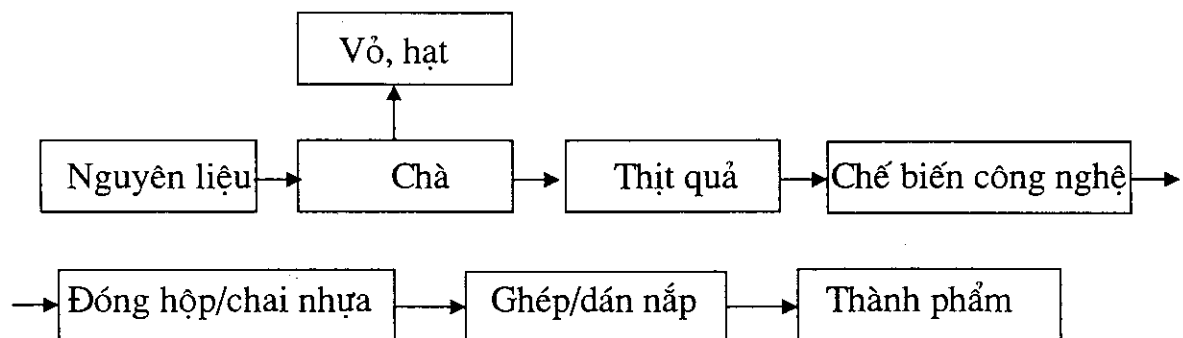 Vỏ, hạt
Nguyên liệu
Chà
Thịt quả
Chế biến công nghệ
Đóng hộp/chai nhựa
Ghép/dán nắp
Thành phẩm